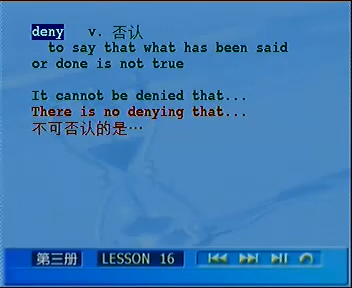 deny v. 否认
to say that what has been said
or done is not true
It cannot be denied that...
There is no denying that...
不可否认的是…
第三册 LESSON 16